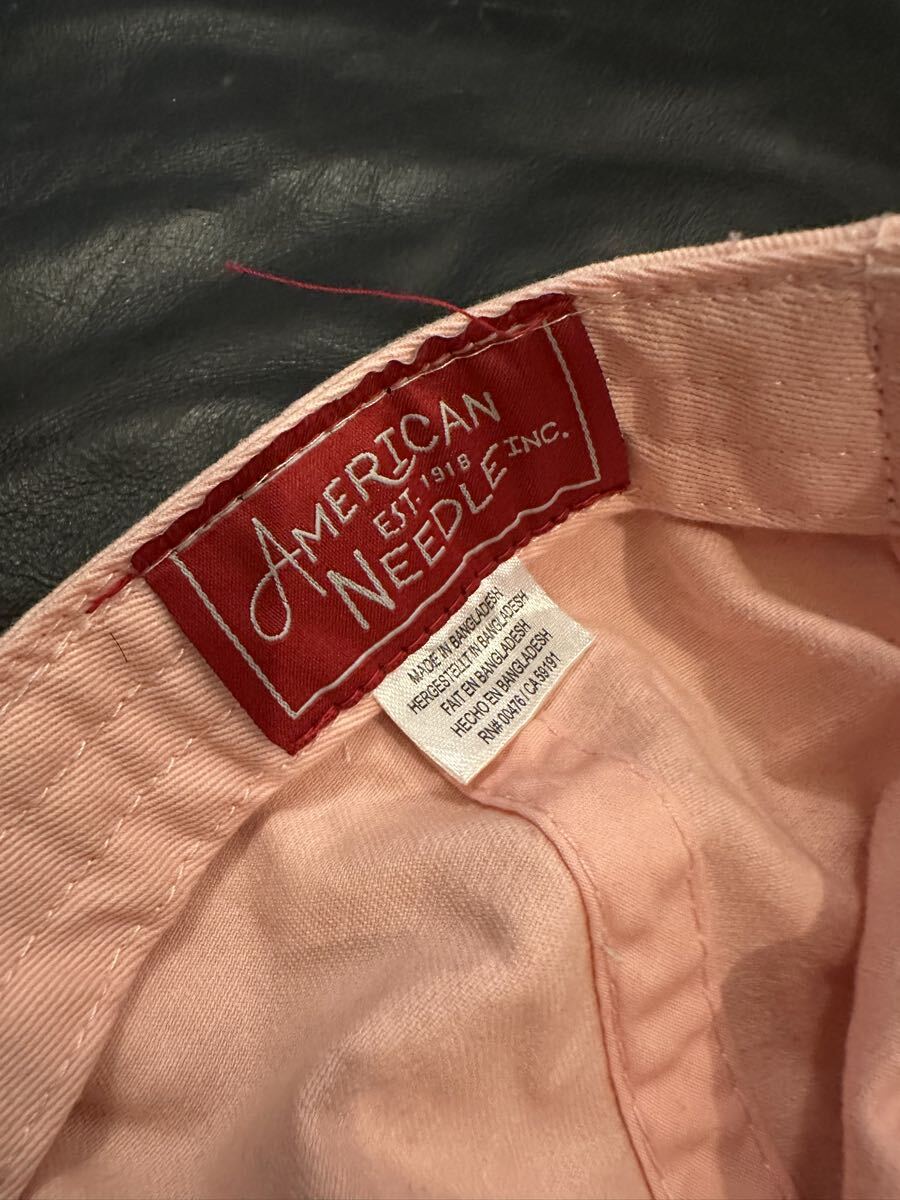 AMERICAN
EST. 1918
NEEDLE INC.
MADE IN BANGLADESH
HERGESTELLT IN BANGLADESH
FAIT EN BANGLADESH
HECHO EN BANGLADESH
RN# 00476 / CA 59191